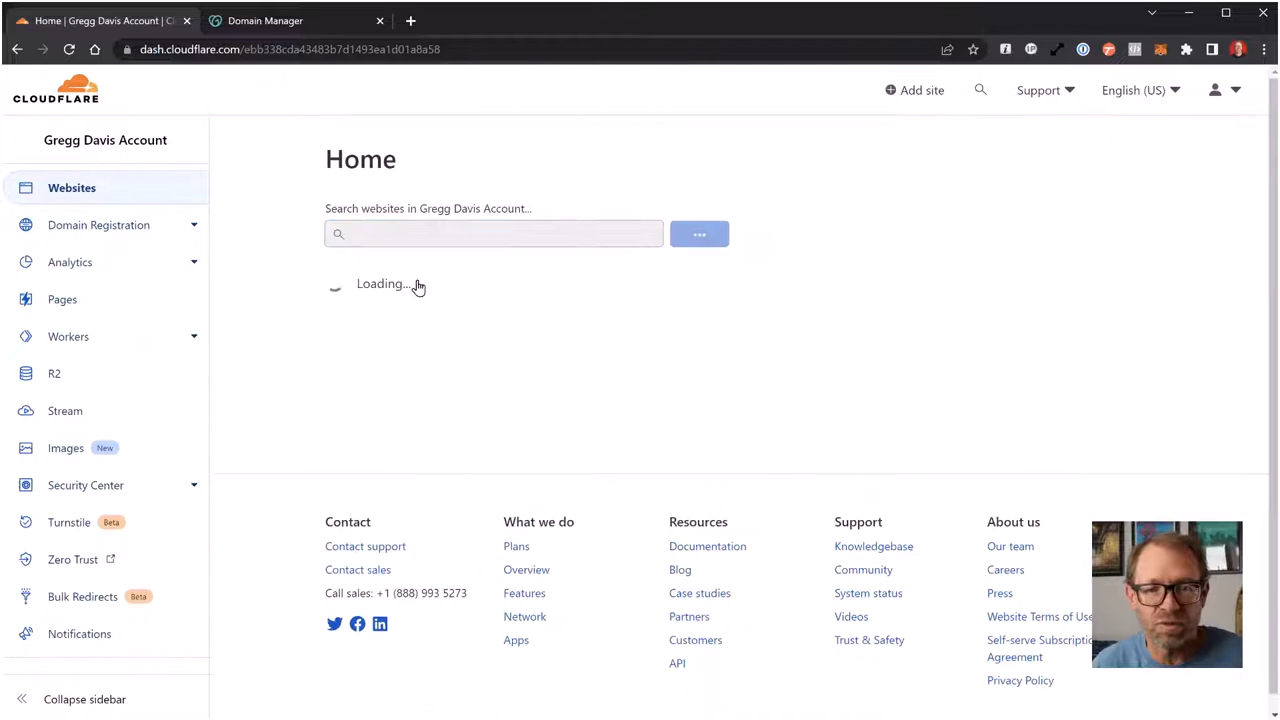 Home | Gregg Davis Account | Cl
Domain Manager
dash.cloudflare.com/ebb338cda43483b7d1493ea1d01a8a58
CLOUDFLARE
Add site
Support
English (US)
Gregg Davis Account
Websites
Domain Registration
Analytics
Pages
Workers
R2
Stream
Images New
Security Center
Turnstile Beta
Zero Trust
Bulk Redirects Beta
Notifications
Collapse sidebar
Home
Search websites in Gregg Davis Account...
Loading...
Contact
Contact support
Contact sales
Call sales: +1 (888) 993 5273
What we do
Plans
Overview
Features
Network
Apps
Resources
Documentation
Blog
Case studies
Partners
Customers
API
Support
Knowledgebase
Community
System status
Videos
Trust & Safety
About us
Our team
Careers
Press
Website Terms of Use
Self-serve Subscriptio
Agreement
Privacy Policy